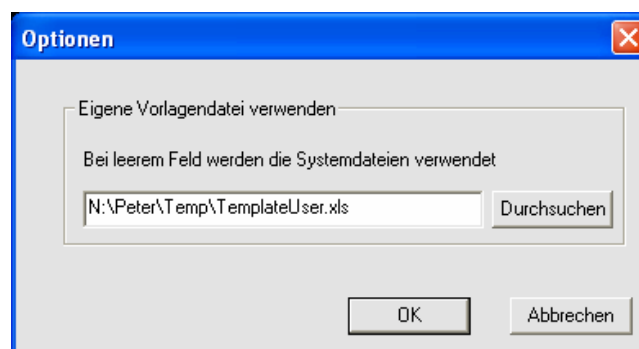 Optionen
Eigene Vorlagendatei verwenden
Bei leerem Feld werden die Systemdateien verwendet
N:\Peter\Temp\TemplateUser.xls
Durchsuchen
OK
Abbrechen